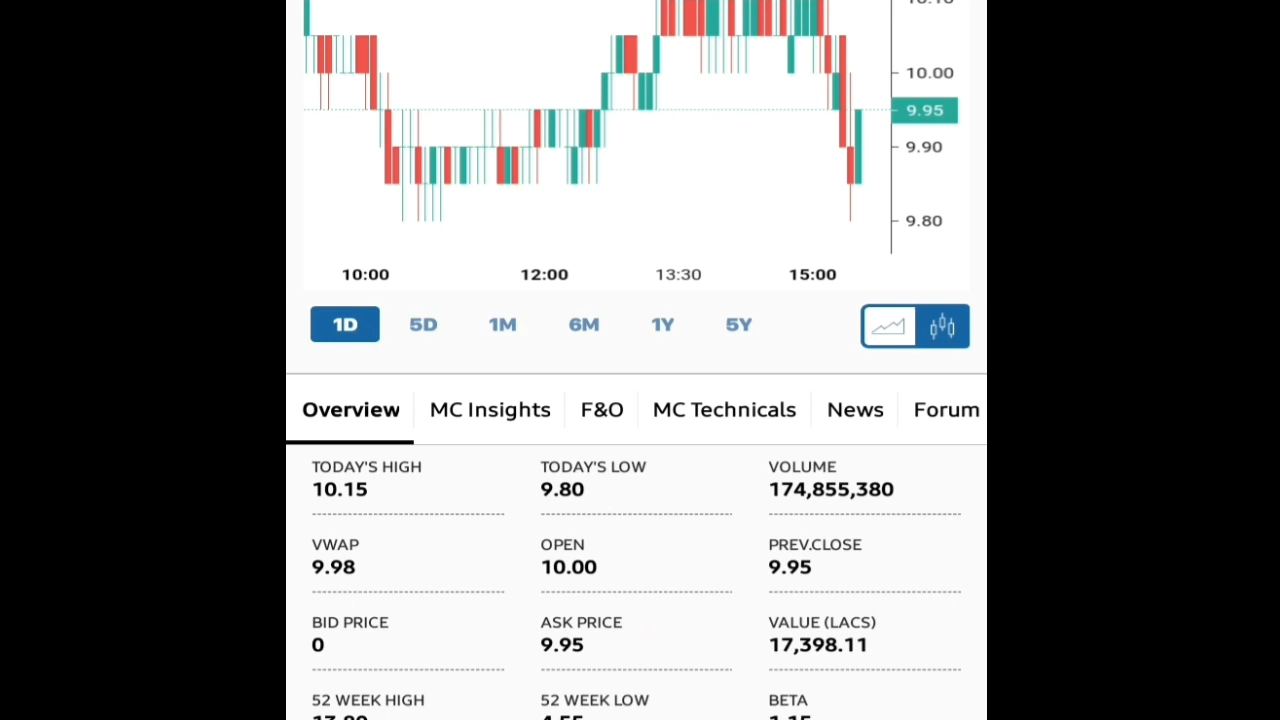 10.00
9.95
9.90
9.80
10:00 12:00 13:30 15:00
1D 5D 1M 6M 1Y 5Y
Overview MC Insights F&O MC Technicals News Forum
TODAY'S HIGH TODAY'S LOW VOLUME
10.15 9.80 174,855,380
VWAP OPEN PREV.CLOSE
9.98 10.00 9.95
BID PRICE ASK PRICE VALUE (LACS)
0 9.95 17,398.11
52 WEEK HIGH 52 WEEK LOW BETA